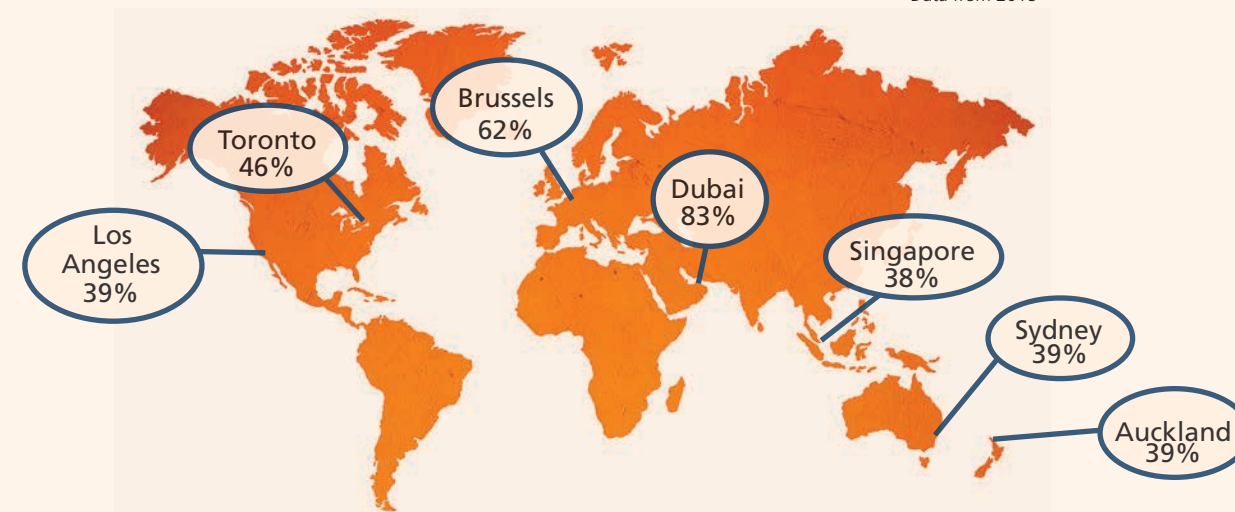 Brussels
62%
Toronto
46%
Dubai
83%
Los
Angeles
39%
Singapore
38%
Sydney
39%
Auckland
39%